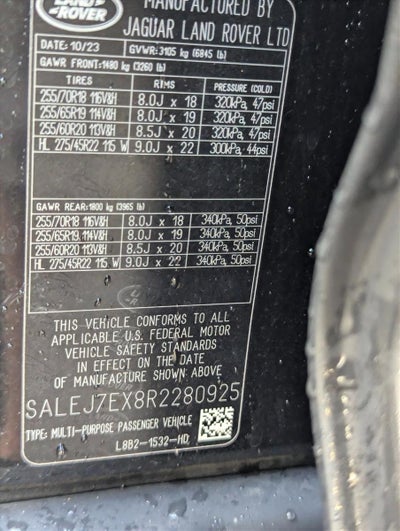 LAND ROVER
MANUFACTURED BY
JAGUAR LAND ROVER LTD
DATE: 10/23 GVWR: 3105 kg (6845 lb)
GAWR FRONT: 1480 kg (3260 lb)
TIRES RIMS PRESSURE (COLD)
255/70R18 116V&H 8.0J x 18 320kPa, 47psi
255/65R19 114V&H 8.0J x 19 320kPa, 47psi
255/60R20 113V&H 8.5J x 20 320kPa, 47psi
HL 275/45R22 115 W 9.0J x 22 300kPa, 44psi
GAWR REAR: 1800 kg (3965 lb)
255/70R18 116V&H 8.0J x 18 340kPa, 50psi
255/65R19 114V&H 8.0J x 19 340kPa, 50psi
255/60R20 113V&H 8.5J x 20 340kPa, 50psi
HL 275/45R22 115 W 9.0J x 22 340kPa, 50psi
THIS VEHICLE CONFORMS TO ALL
APPLICABLE U.S. FEDERAL MOTOR
VEHICLE SAFETY STANDARDS
IN EFFECT ON THE DATE
OF MANUFACTURE SHOWN ABOVE
SALEJ7EX8R2280925
TYPE: MULTI-PURPOSE PASSENGER VEHICLE
L8B2-1532-HD